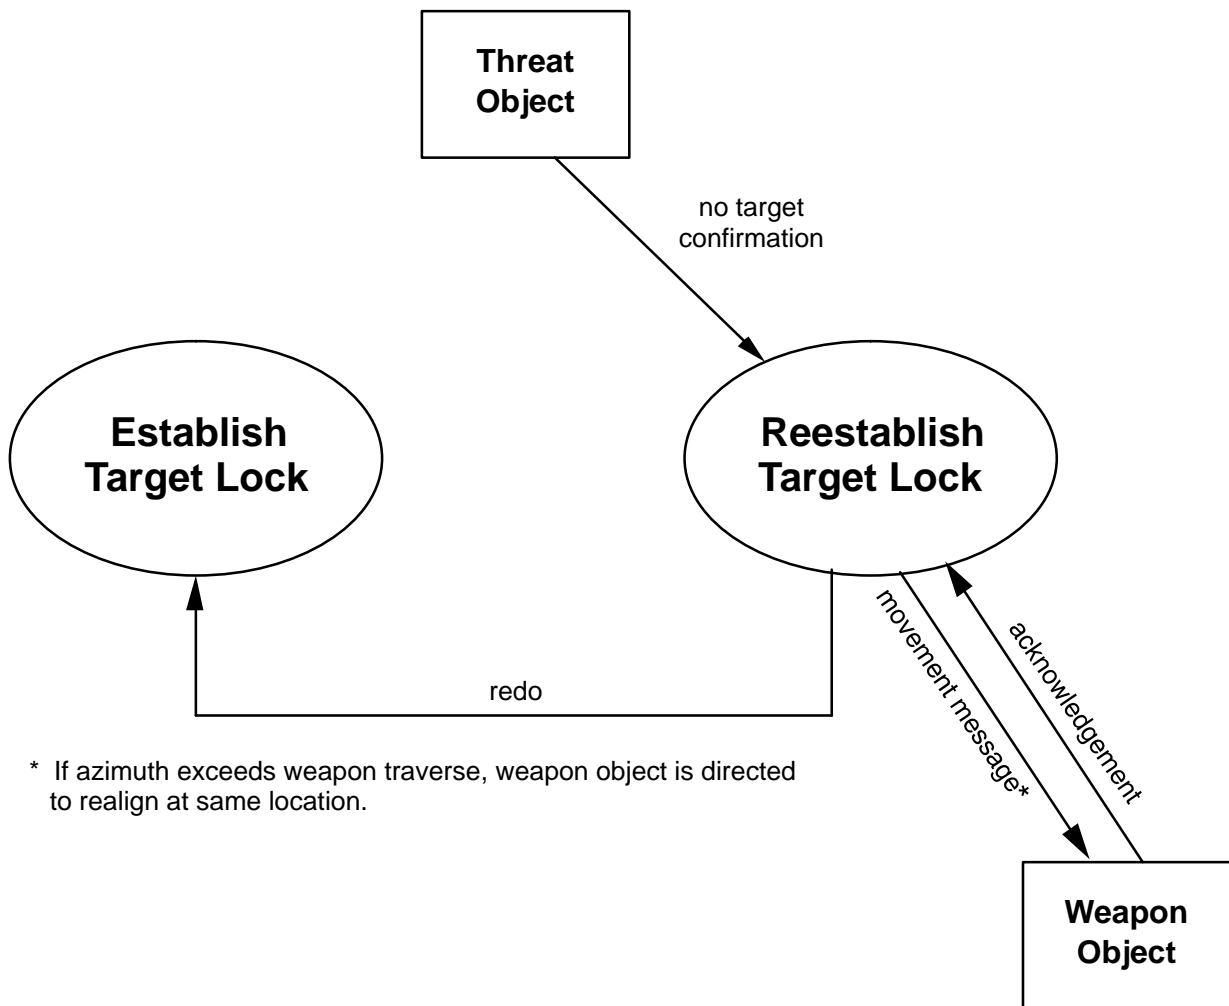 Threat
Object
no target
confirmation
Establish
Target Lock
Reestablish
Target Lock
movement message*
acknowledgement
redo
* If azimuth exceeds weapon traverse, weapon object is directed
to realign at same location.
Weapon
Object